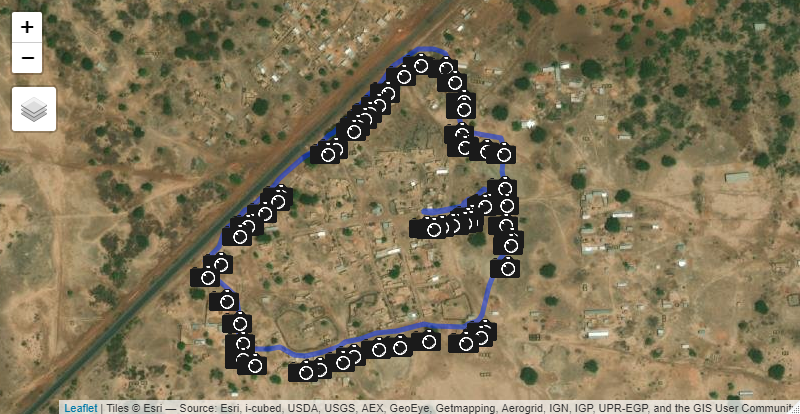 +
−
Leaflet | Tiles © Esri — Source: Esri, i-cubed, USDA, USGS, AEX, GeoEye, Getmapping, Aerogrid, IGN, IGP, UPR-EGP, and the GIS User